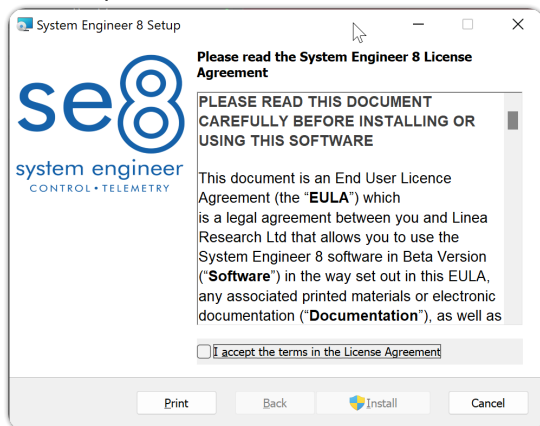 System Engineer 8 Setup
Please read the System Engineer 8 License
Agreement
se8
system engineer
CONTROL • TELEMETRY
PLEASE READ THIS DOCUMENT
CAREFULLY BEFORE INSTALLING OR
USING THIS SOFTWARE
This document is an End User Licence
Agreement (the “EULA”) which
is a legal agreement between you and Linea
Research Ltd that allows you to use the
System Engineer 8 software in Beta Version
(“Software”) in the way set out in this EULA,
any associated printed materials or electronic
documentation (“Documentation”), as well as
I accept the terms in the License Agreement
Print
Back
Install
Cancel